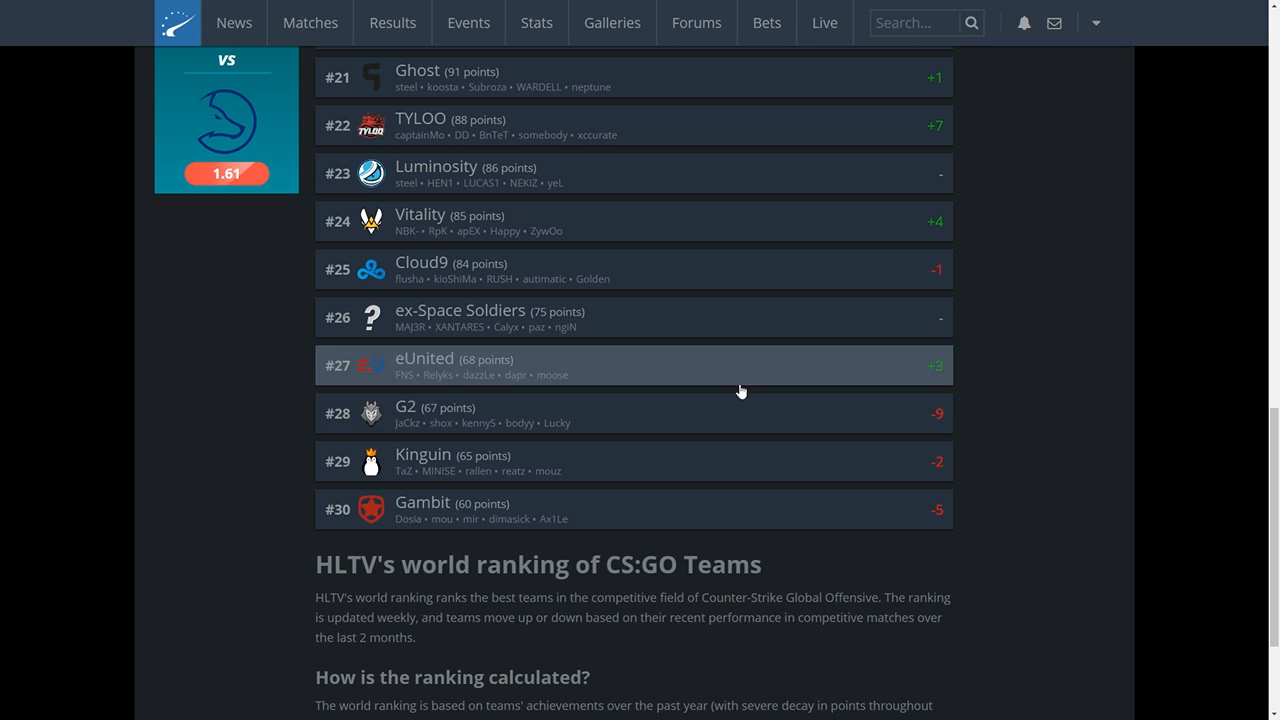 News Matches Results Events Stats Galleries Forums Bets Live Search...
VS
1.61
#21 Ghost (91 points) +1
steel • koosta • Subroza • WARDELL • neptune
#22 TYLOO TYLOO (88 points) +7
captainMo • DD • BnTeT • somebody • xccurate
#23 Luminosity (86 points) -
steel • HEN1 • LUCAS1 • NEKIZ • yeL
#24 Vitality (85 points) +4
NBK- • RpK • apEX • Happy • ZywOo
#25 Cloud9 (84 points) -1
flusha • kioShiMa • RUSH • autimatic • Golden
#26 ? ex-Space Soldiers (75 points) -
MAJ3R • XANTARES • Calyx • paz • ngiN
#27 EU eUnited (68 points) +3
FNS • Relyks • dazzLe • dapr • moose
#28 G2 (67 points) -9
JaCkz • shox • kennyS • bodyy • Lucky
#29 Kinguin (65 points) -2
TaZ • MINISE • rallen • reatz • mouz
#30 Gambit (60 points) -5
Dosia • mou • mir • dimasick • Ax1Le
HLTV's world ranking of CS:GO Teams
HLTV's world ranking ranks the best teams in the competitive field of Counter-Strike Global Offensive. The ranking
is updated weekly, and teams move up or down based on their recent performance in competitive matches over
the last 2 months.
How is the ranking calculated?
The world ranking is based on teams' achievements over the past year (with severe decay in points throughout